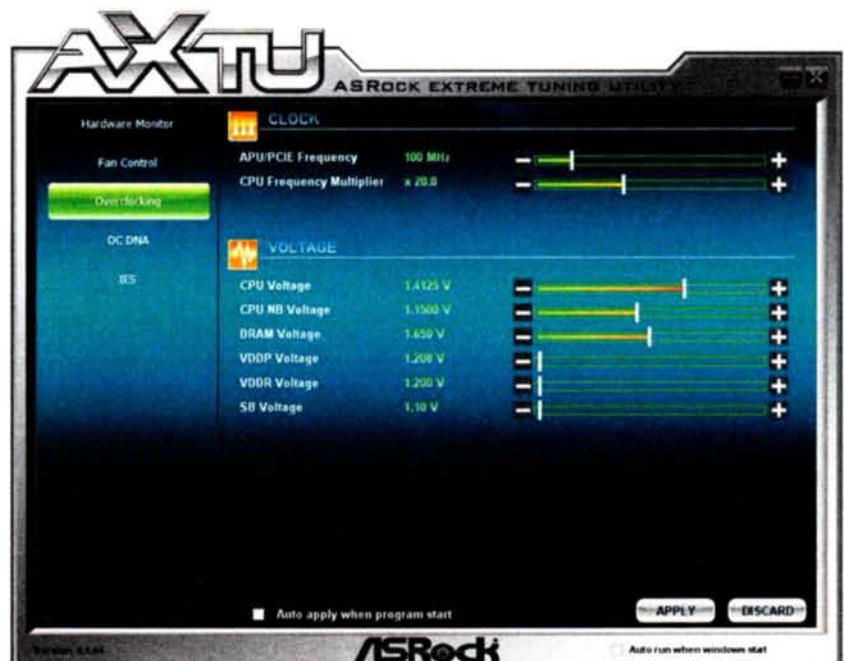 AXTU
ASRock EXTREME TUNING UTILITY
Hardware Monitor
Fan Control
Overclocking
OC DNA
IES
CLOCK
APU/PCIE Frequency 100 MHz
CPU Frequency Multiplier x 20.0
VOLTAGE
CPU Voltage 1.4125 V
CPU NB Voltage 1.1500 V
DRAM Voltage 1.650 V
VDDP Voltage 1.208 V
VDDR Voltage 1.200 V
SB Voltage 1.10 V
Auto apply when program start
APPLY DISCARD
Version
ASRock
Auto run when windows start